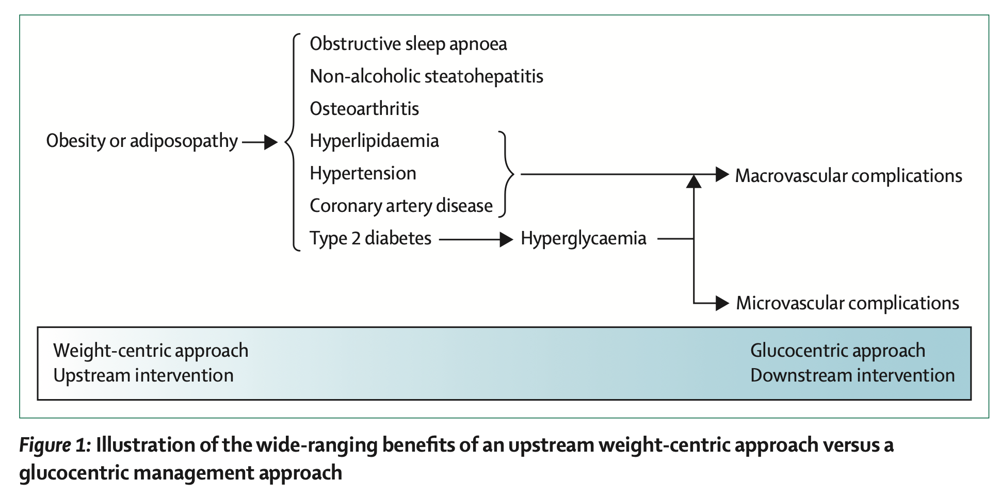 Obstructive sleep apnoea
Non-alcoholic steatohepatitis
Osteoarthritis
Obesity or adiposopathy
Hyperlipidaemia
Hypertension
Macrovascular complications
Coronary artery disease
Type 2 diabetes
Hyperglycaemia
Microvascular complications
Weight-centric approach
Upstream intervention
Glucocentric approach
Downstream intervention
Figure 1: Illustration of the wide-ranging benefits of an upstream weight-centric approach versus a
glucocentric management approach